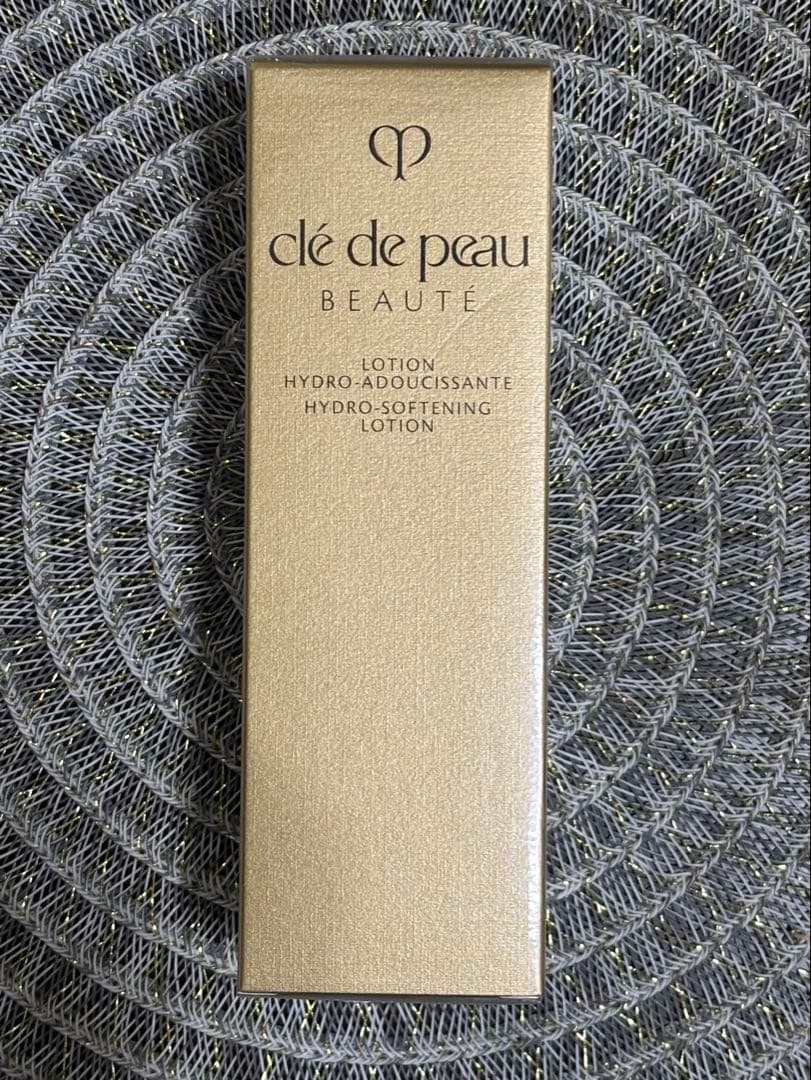 clé de peau
BEAUTÉ
LOTION
HYDRO-ADOUCISSANTE
HYDRO-SOFTENING
LOTION